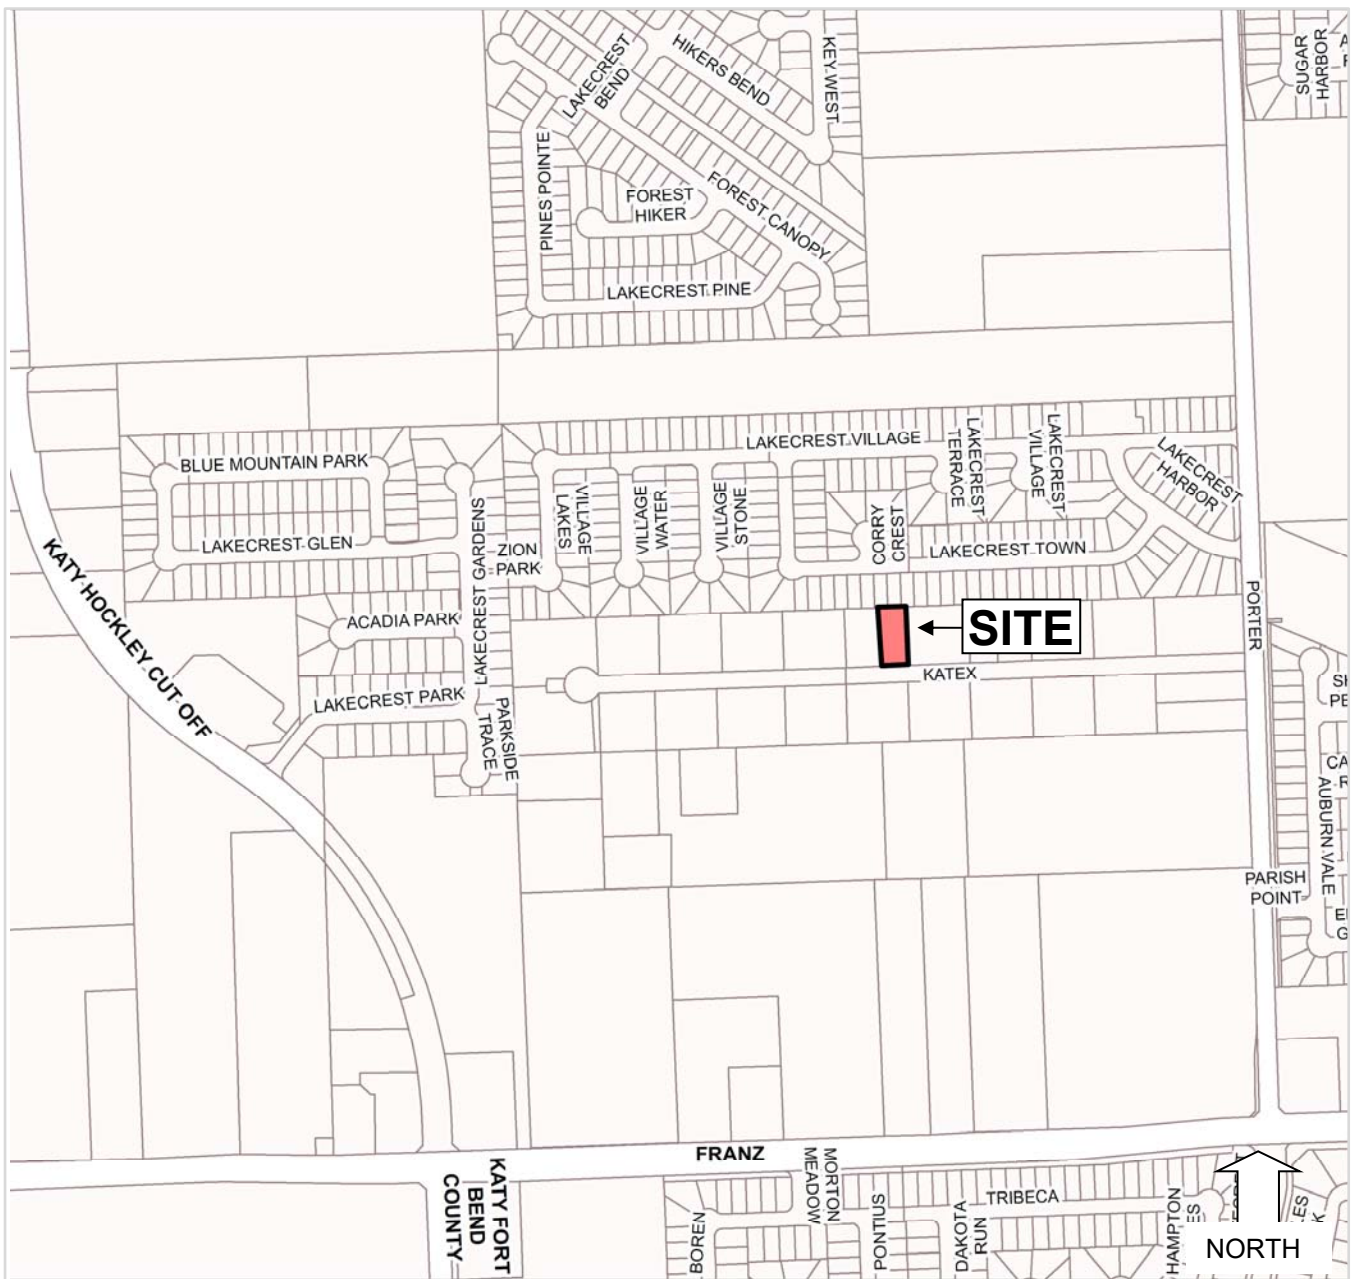 LAKECREST
BEND
HIKERS BEND
KEY WEST
SUGAR
HARBOR
PINES POINTE
FOREST
HIKER
FOREST CANOPY
LAKECREST PINE
BLUE MOUNTAIN PARK
LAKECREST VILLAGE
LAKECREST
TERRACE
LAKECREST
VILLAGE
LAKECREST
HARBOR
LAKECREST GLEN
LAKECREST GARDENS
ZION
PARK
VILLAGE
LAKES
VILLAGE
WATER
VILLAGE
STONE
CORRY
CREST
LAKECREST TOWN
KATY HOCKLEY CUT OFF
ACADIA PARK
SITE
PORTER
KATEX
LAKECREST PARK
PARKSIDE
TRACE
AUBURN VALE
PARISH
POINT
FRANZ
KATY FORT
BEND
COUNTY
MORTON
MEADOW
BOREN
PONTIUS
DAKOTA
RUN
TRIBECA
HAMPTON
NORTH